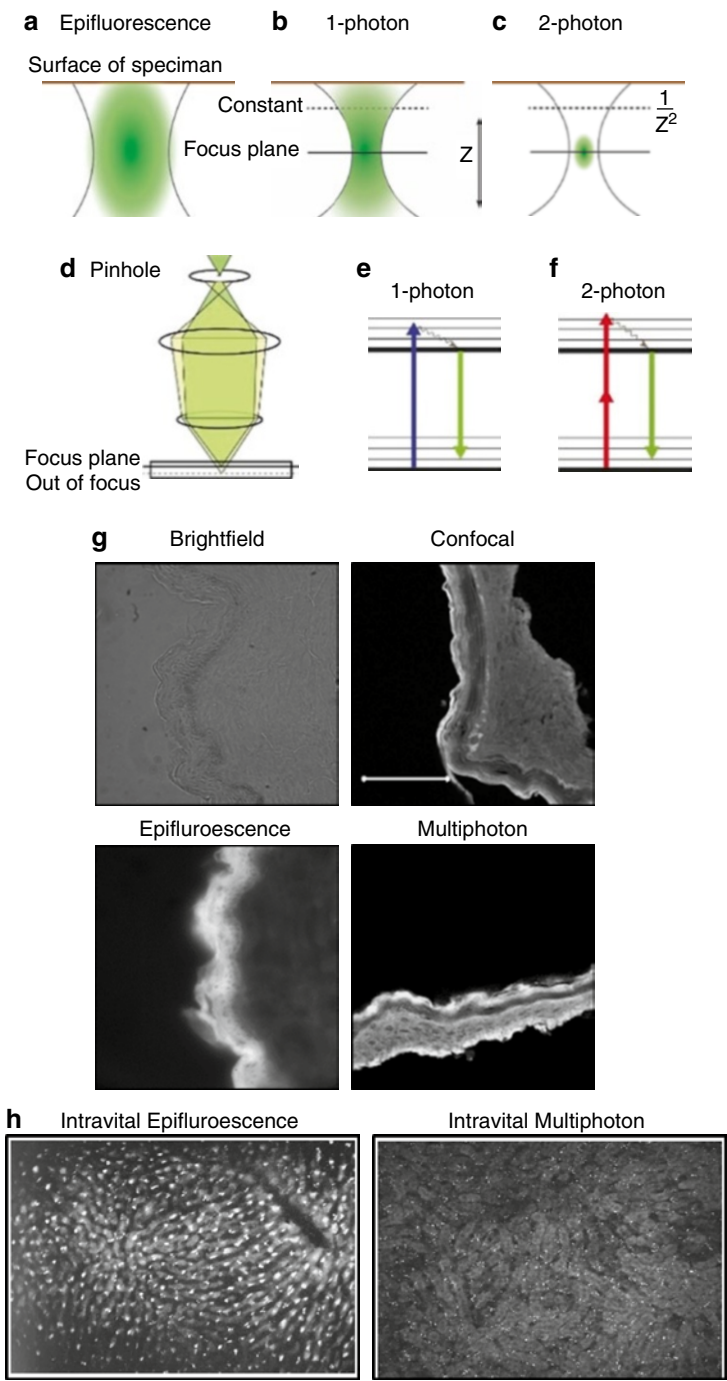 a Epifluorescence
b 1-photon
c 2-photon
Surface of speciman
Constant
Focus plane
Z
1
Z2
d Pinhole
Focus plane
Out of focus
e 1-photon
f 2-photon
g Brightfield
Confocal
Epifluroescence
Multiphoton
h Intravital Epifluroescence
Intravital Multiphoton